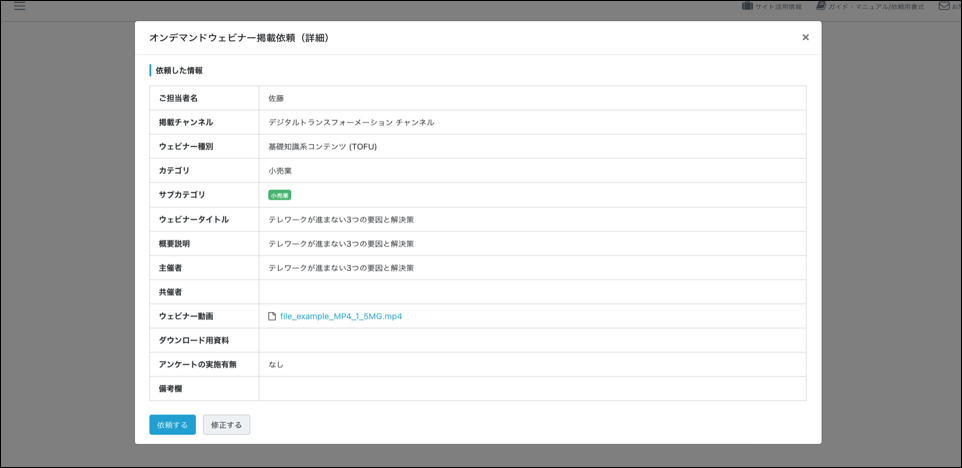 サイト活用情報 ガイド・マニュアル/依頼用書式
オンデマンドウェビナー掲載依頼（詳細） ×
依頼した情報
ご担当者名 佐藤
掲載チャンネル デジタルトランスフォーメーション チャンネル
ウェビナー種別 基礎知識系コンテンツ (TOFU)
カテゴリ 小売業
サブカテゴリ 小売業
ウェビナータイトル テレワークが進まない3つの要因と解決策
概要説明 テレワークが進まない3つの要因と解決策
主催者 テレワークが進まない3つの要因と解決策
共催者
ウェビナー動画 file_example_MP4_1_5MG.mp4
ダウンロード用資料
アンケートの実施有無 なし
備考欄
依頼する 修正する